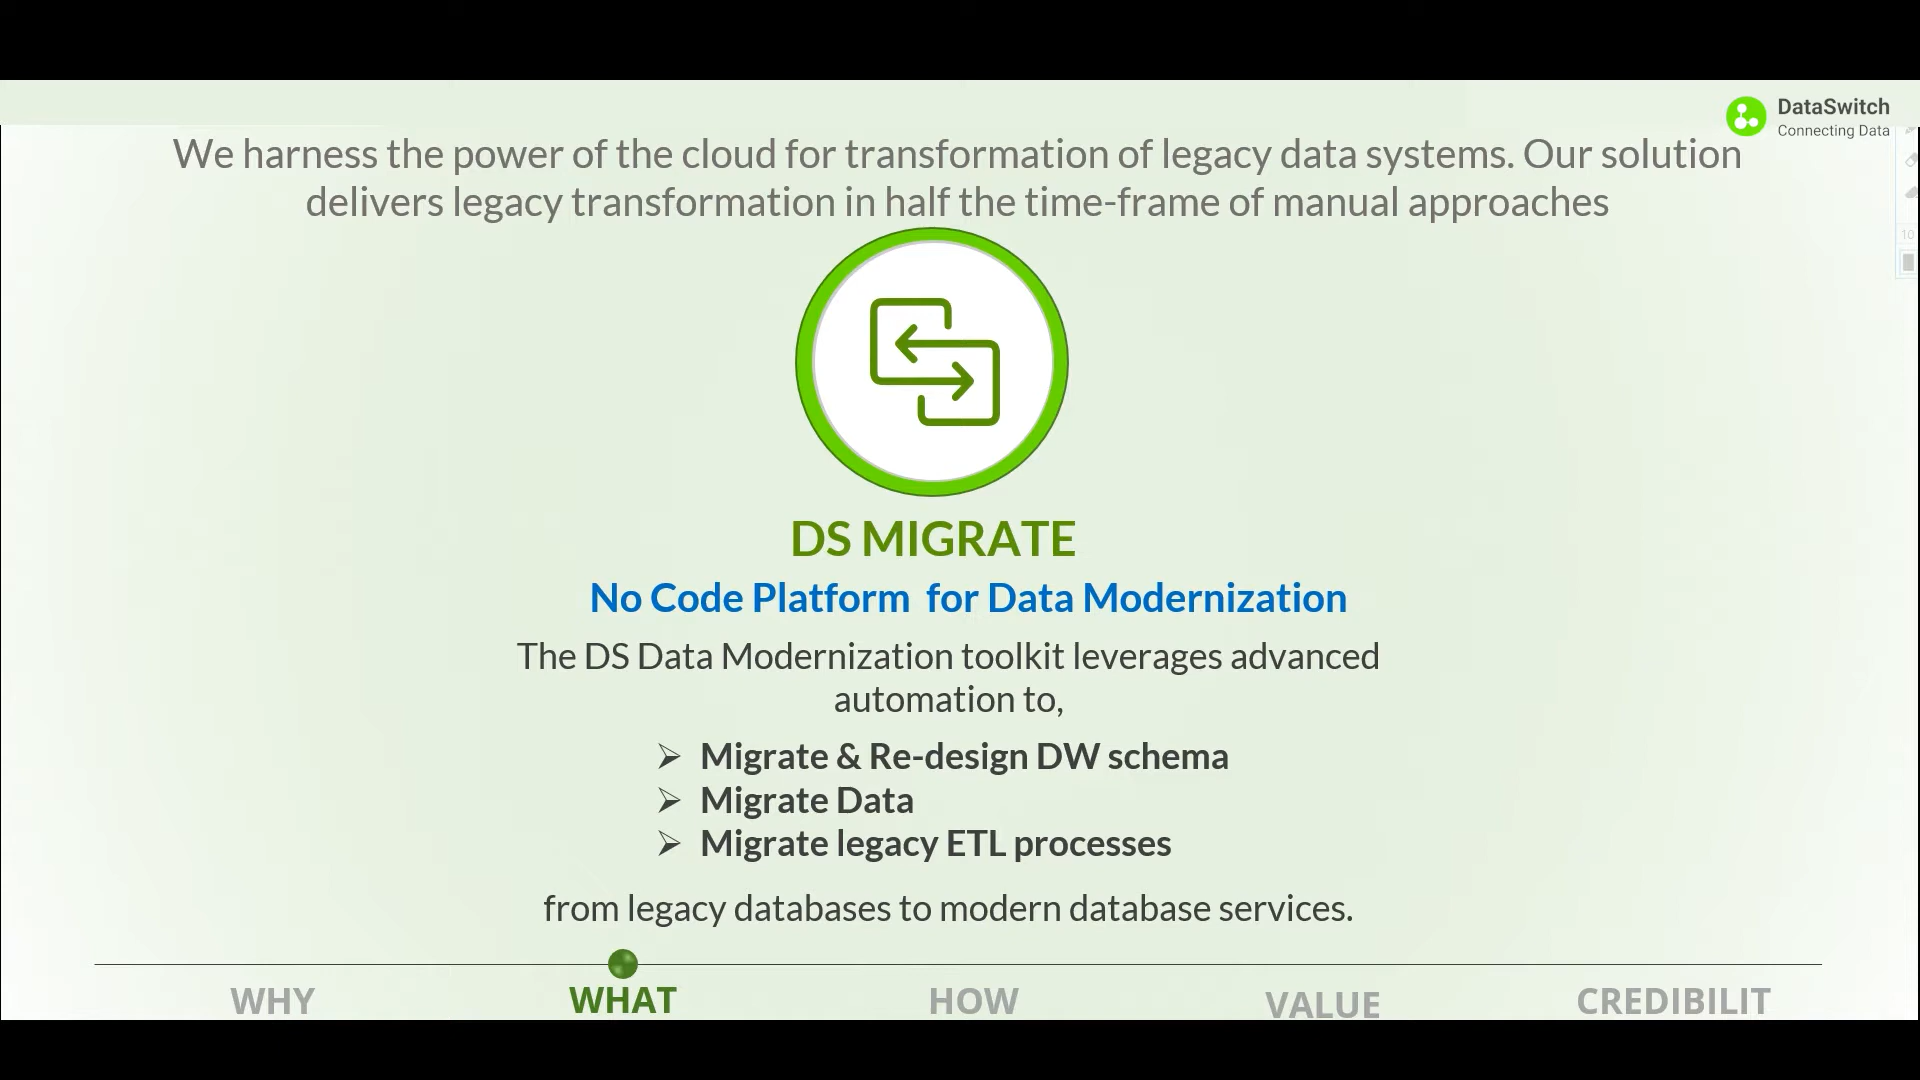 DataSwitch
Connecting Data
We harness the power of the cloud for transformation of legacy data systems. Our solution
delivers legacy transformation in half the time-frame of manual approaches
10
DS MIGRATE
No Code Platform for Data Modernization
The DS Data Modernization toolkit leverages advanced
automation to,
➢ Migrate & Re-design DW schema
➢ Migrate Data
➢ Migrate legacy ETL processes
from legacy databases to modern database services.
WHY WHAT HOW VALUE CREDIBILIT